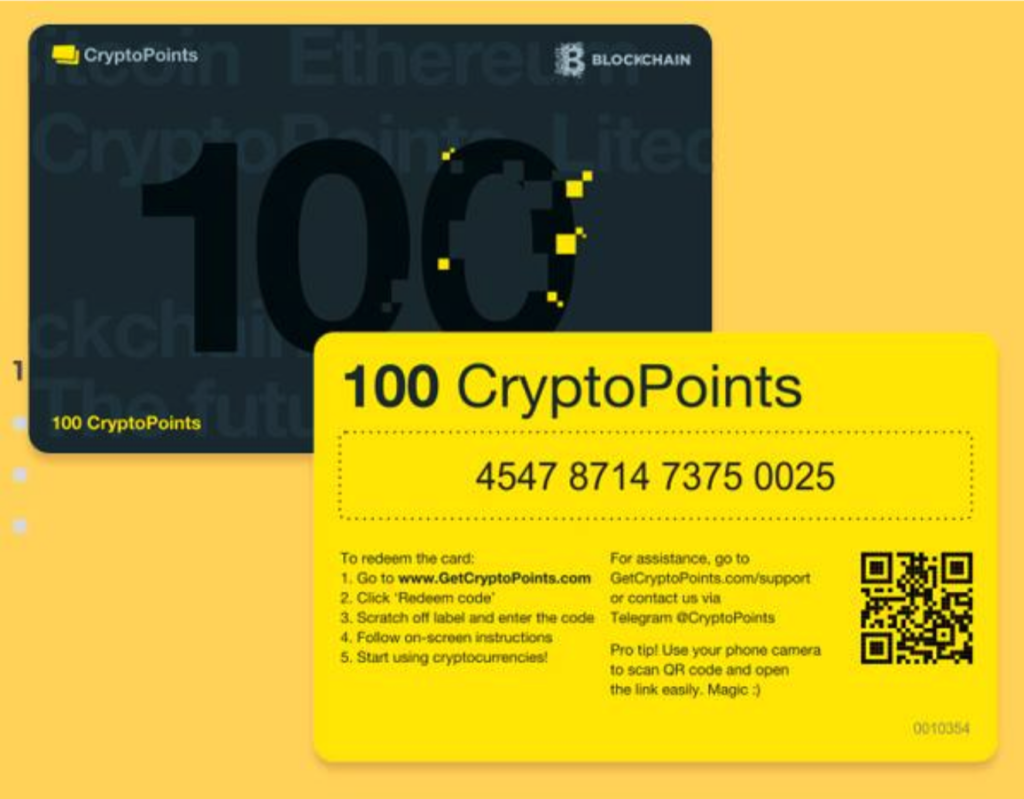 CryptoPoints
BLOCKCHAIN
itcoin Ethereu
CryptoPoints Litec
100
ckchain
The futu
100 CryptoPoints
1
100 CryptoPoints
4547 8714 7375 0025
To redeem the card:
1. Go to www.GetCryptoPoints.com
2. Click 'Redeem code'
3. Scratch off label and enter the code
4. Follow on-screen instructions
5. Start using cryptocurrencies!
For assistance, go to
GetCryptoPoints.com/support
or contact us via
Telegram @CryptoPoints
Pro tip! Use your phone camera
to scan QR code and open
the link easily. Magic :)
0010354